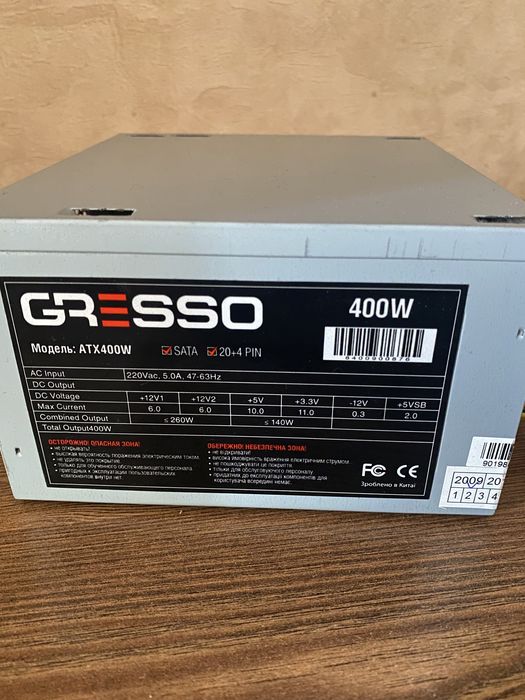 GRESSO
400W
Модель: ATX400W SATA 20+4 PIN
6400900876
AC Input 220Vac, 5.0A, 47-63Hz
DC Output
DC Voltage +12V1 +12V2 +5V +3.3V -12V +5VSB
Max Current 6.0 6.0 10.0 11.0 0.3 2.0
Combined Output ≤ 260W ≤ 140W
Total Output400W
ОСТОРОЖНО! ОПАСНАЯ ЗОНА!
- не открывать!
- высокая вероятность поражения электрическим током.
- не удалять это покрытие.
- только для обученного обслуживающего персонала.
- пригодных к эксплуатации пользовательских
компонентов внутри нет.
ОБЕРЕЖНО! НЕБЕЗПЕЧНА ЗОНА!
- не відкривати!
- висока имовірність враження електричним струмом.
- не пошкоджувати це покриття.
- тільки для обслуговуючого персоналу.
- придатних до експлуатації компонентів для
користувача всередині немає.
FC CE
Зроблено в Китаї
90198
2009 20
1 2 3 4